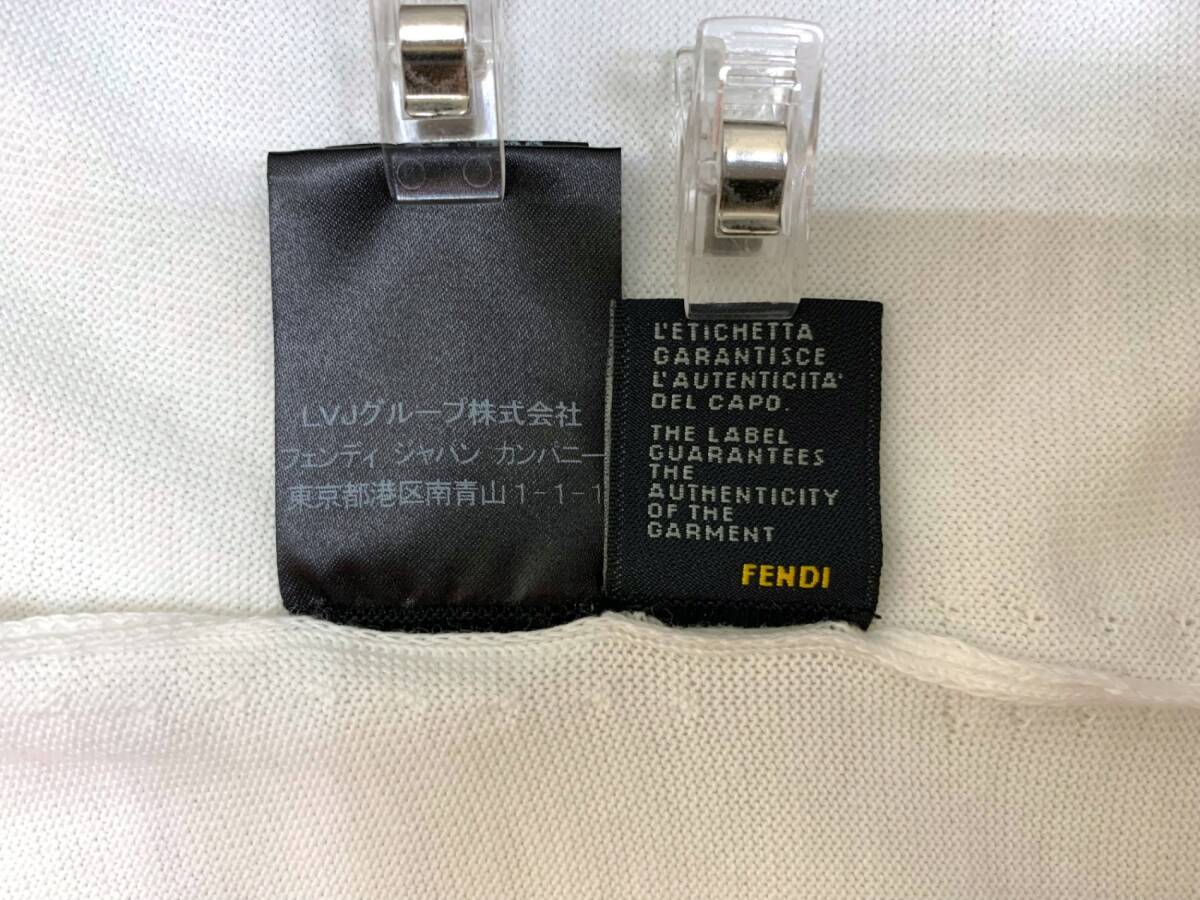 LVJグループ株式会社
フェンディ ジャパン カンパニー
東京都港区南青山1-1-1
L'ETICHETTA
GARANTISCE
L'AUTENTICITA'
DEL CAPO.
THE LABEL
GUARANTEES
THE
AUTHENTICITY
OF THE
GARMENT
FENDI